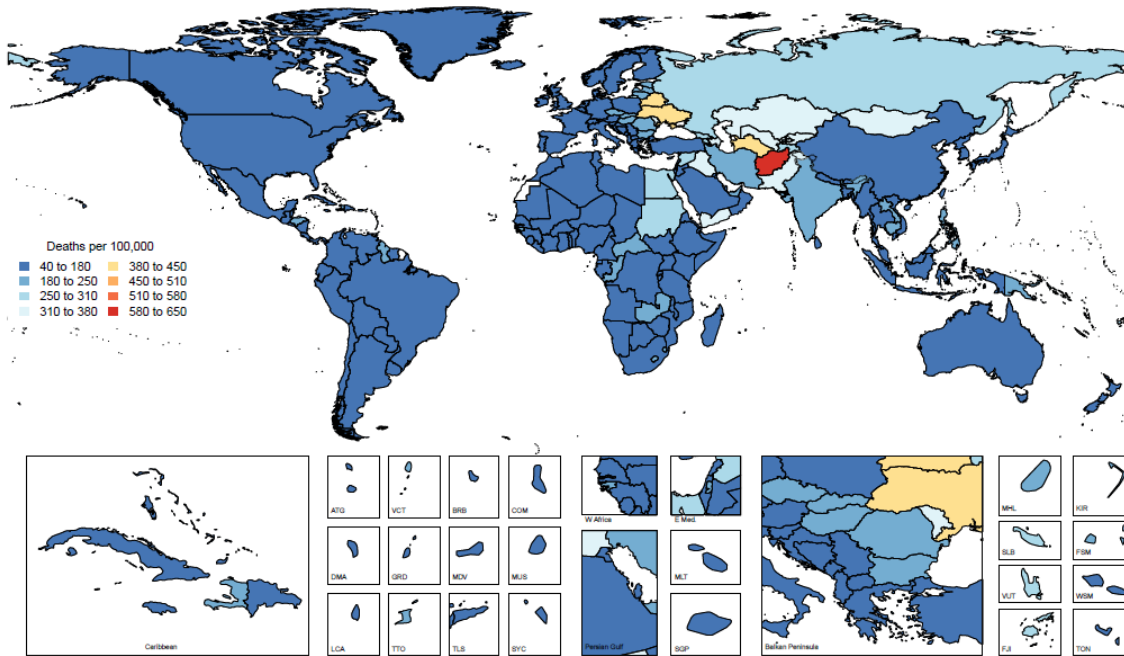 Deaths per 100,000
40 to 180
180 to 250
250 to 310
310 to 380
380 to 450
450 to 510
510 to 580
580 to 650
Caribbean
ATG
VCT
BRB
COM
DMA
GRD
MDV
MUS
LCA
TTO
TLS
SYC
W Africa
E Med.
Persian Gulf
MLT
SGP
Balkan Peninsula
MHL
KIR
SLB
FSM
VUT
WSM
FJI
TON